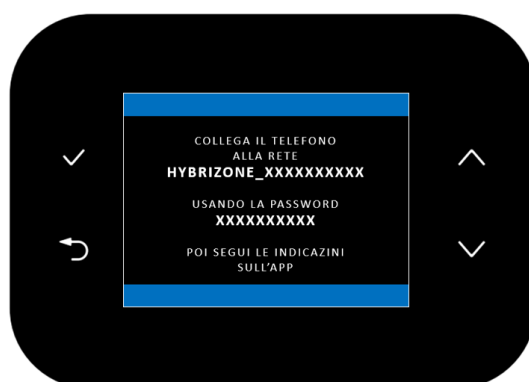 COLLEGA IL TELEFONO
ALLA RETE
HYBRIZONE_XXXXXXXXXX
USANDO LA PASSWORD
XXXXXXXXXX
POI SEGUI LE INDICAZINI
SULL'APP